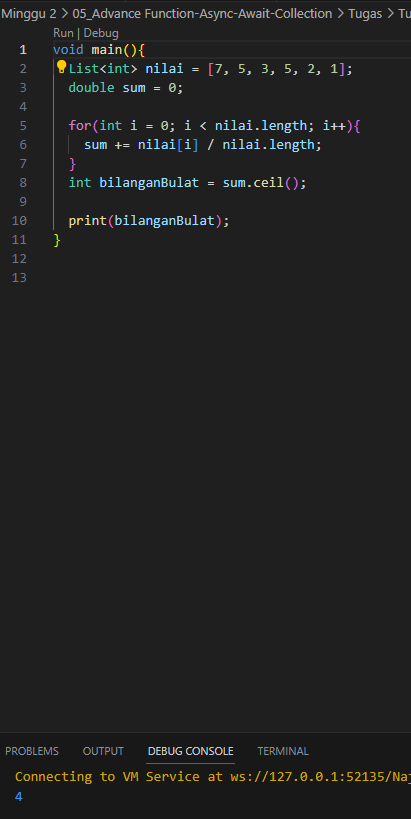 Minggu 2 > 05_Advance Function-Async-Await-Collection > Tugas > Tu
Run | Debug
1 void main(){
2 List<int> nilai = [7, 5, 3, 5, 2, 1];
3 double sum = 0;
4
5 for(int i = 0; i < nilai.length; i++){
6 sum += nilai[i] / nilai.length;
7 }
8 int bilanganBulat = sum.ceil();
9
10 print(bilanganBulat);
11 }
12
13
PROBLEMS OUTPUT DEBUG CONSOLE TERMINAL
Connecting to VM Service at ws://127.0.0.1:52135/Naj
4